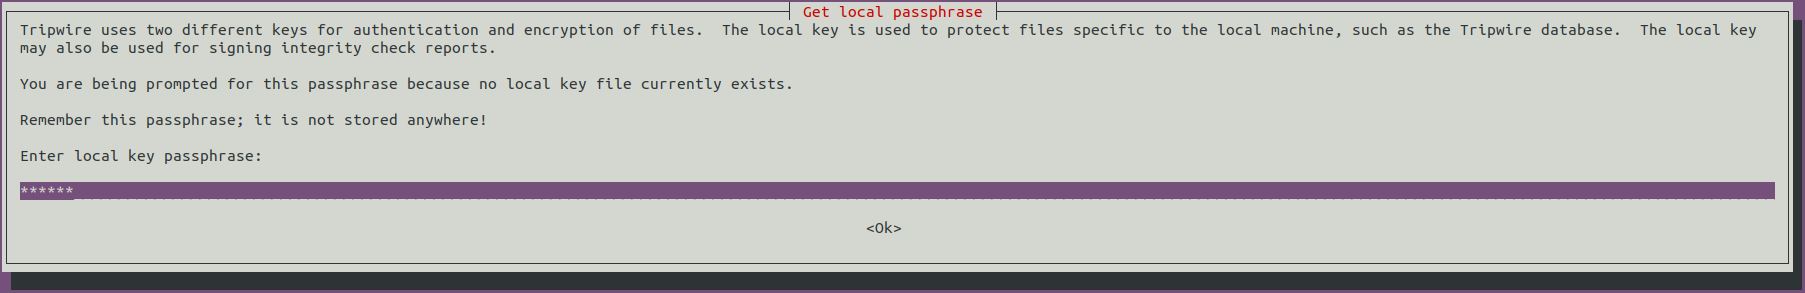 Get local passphrase
Tripwire uses two different keys for authentication and encryption of files.  The local key is used to protect files specific to the local machine, such as the Tripwire database.  The local key
may also be used for signing integrity check reports.
You are being prompted for this passphrase because no local key file currently exists.
Remember this passphrase; it is not stored anywhere!
Enter local key passphrase:
******
<Ok>